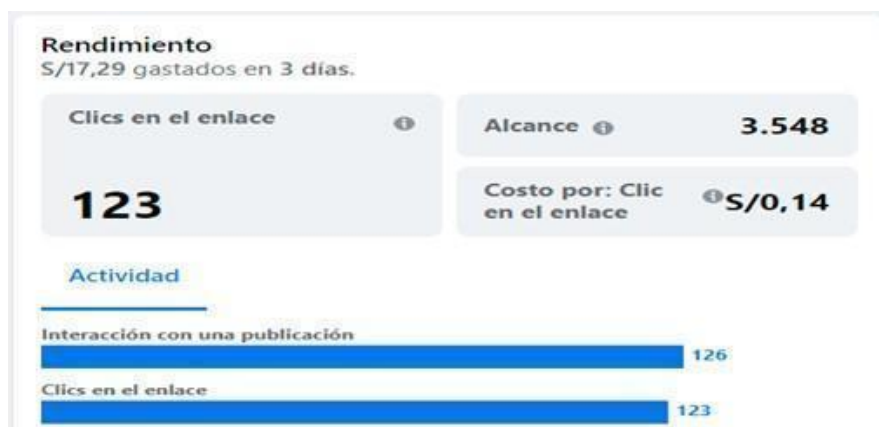 Rendimiento
S/17,29 gastados en 3 días.
Clics en el enlace
123
Alcance
3.548
Costo por: Clic
en el enlace
S/0,14
Actividad
Interacción con una publicación
126
Clics en el enlace
123